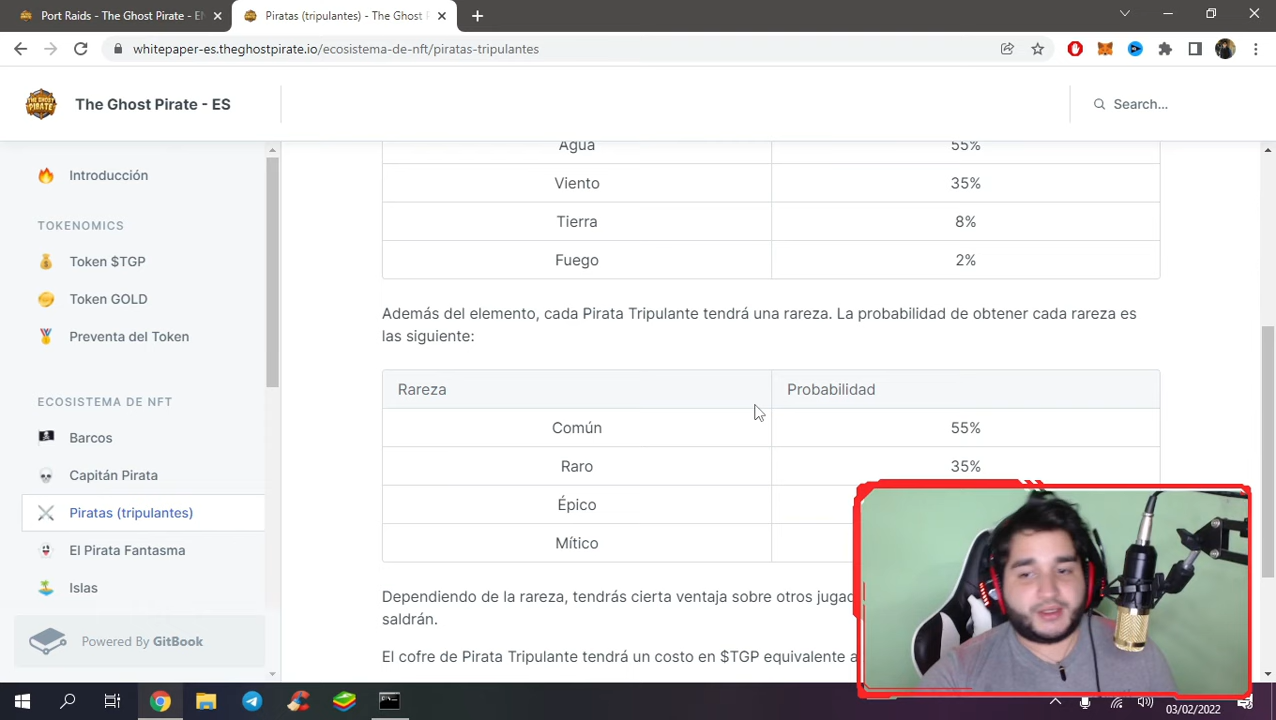 Port Raids - The Ghost Pirate - E
Piratas (tripulantes) - The Ghost P
whitepaper-es.theghostpirate.io/ecosistema-de-nft/piratas-tripulantes
THE GHOST PIRATE
The Ghost Pirate - ES
Search...
Introducción
TOKENOMICS
Token $TGP
Token GOLD
Preventa del Token
ECOSISTEMA DE NFT
Barcos
Capitán Pirata
Piratas (tripulantes)
El Pirata Fantasma
Islas
Powered By GitBook
Agua 55%
Viento 35%
Tierra 8%
Fuego 2%
Además del elemento, cada Pirata Tripulante tendrá una rareza. La probabilidad de obtener cada rareza es
las siguiente:
Rareza Probabilidad
Común 55%
Raro 35%
Épico
Mítico
Dependiendo de la rareza, tendrás cierta ventaja sobre otros jugad
saldrán.
El cofre de Pirata Tripulante tendrá un costo en $TGP equivalente a
03/02/2022